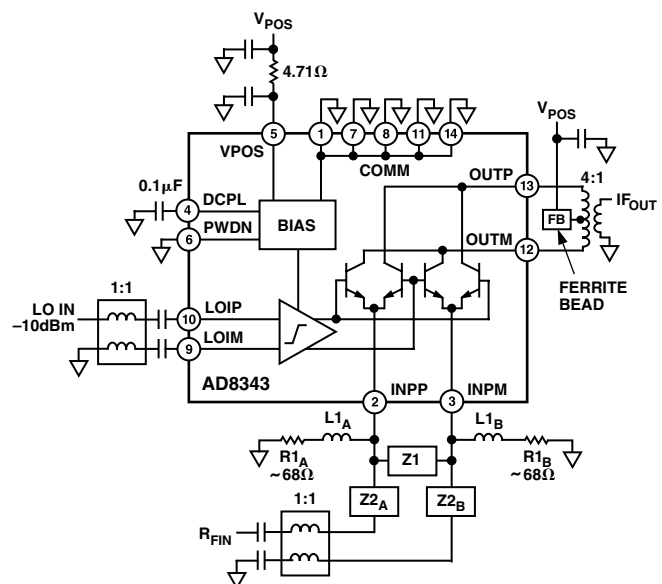 VPOS
4.71Ω
5
1
7
8
11
14
VPOS
VPOS
COMM
OUTP
13
4:1
0.1µF
4
DCPL
BIAS
FB
IFOUT
6
PWDN
OUTM
12
FERRITE
BEAD
1:1
LO IN
–10dBm
10
LOIP
9
LOIM
AD8343
INPP
INPM
2
3
L1A
L1B
R1A
~68Ω
Z1
R1B
~68Ω
1:1
Z2A
Z2B
RFIN